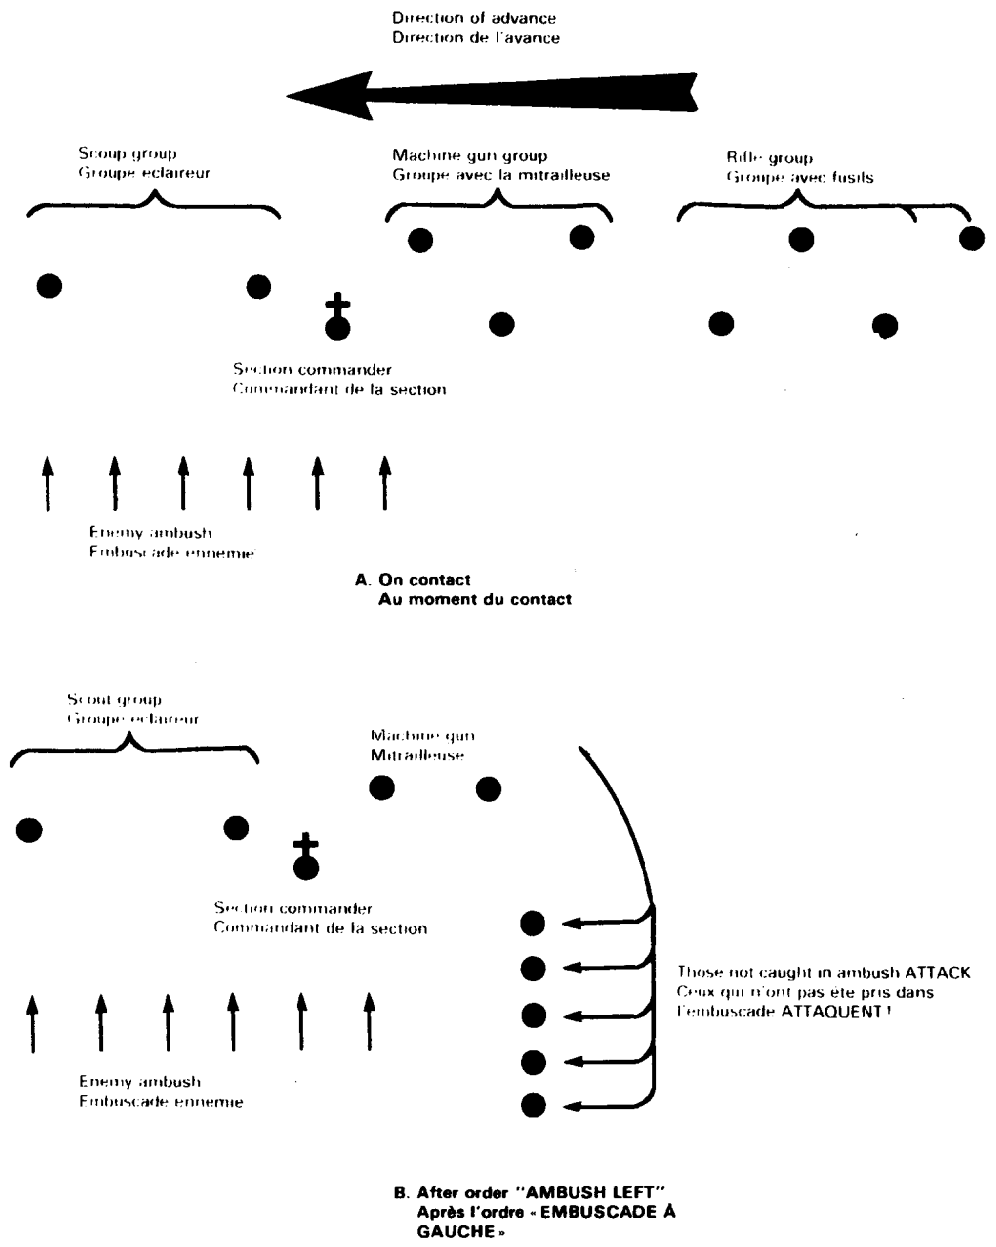 Direction of advance
Direction de l'avance
Scoup group
Groupe eclaireur
Machine gun group
Groupe avec la mitrailleuse
Rifle group
Groupe avec fusils
Section commander
Commandant de la section
Enemy ambush
Embuscade ennemie
A. On contact
Au moment du contact
Scout group
Groupe eclaireur
Machine gun
Mitrailleuse
Section commander
Commandant de la section
Those not caught in ambush ATTACK
Ceux qui n'ont pas éte pris dans
l'embuscade ATTAQUENT!
Enemy ambush
Embuscade ennemie
B. After order "AMBUSH LEFT"
Après l'ordre «EMBUSCADE À
GAUCHE»